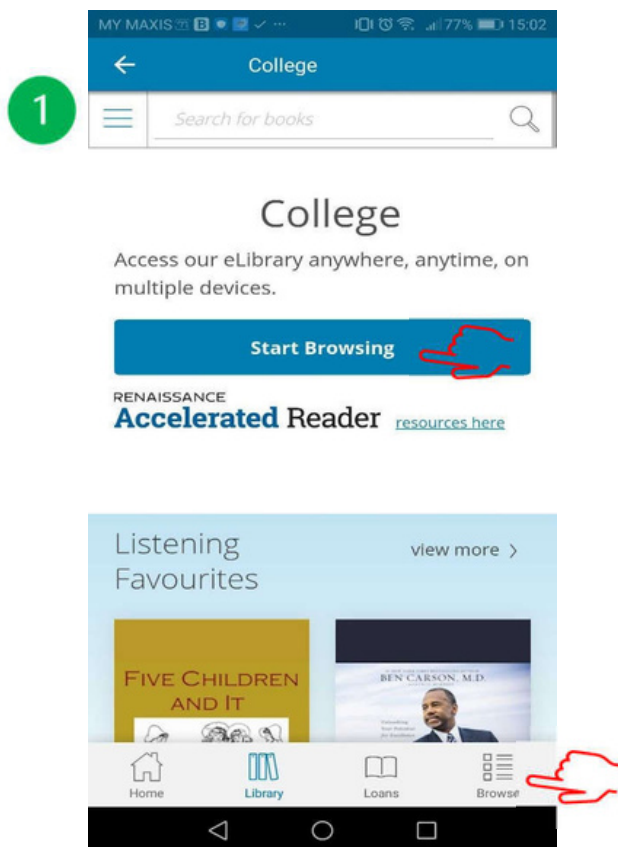 MY MAXIS B 77% 15:02
College
1
Search for books
College
Access our eLibrary anywhere, anytime, on
multiple devices.
Start Browsing
RENAISSANCE
Accelerated Reader resources here
Listening
Favourites
view more >
FIVE CHILDREN
AND IT
BEN CARSON, M.D.
Home Library Loans Browse